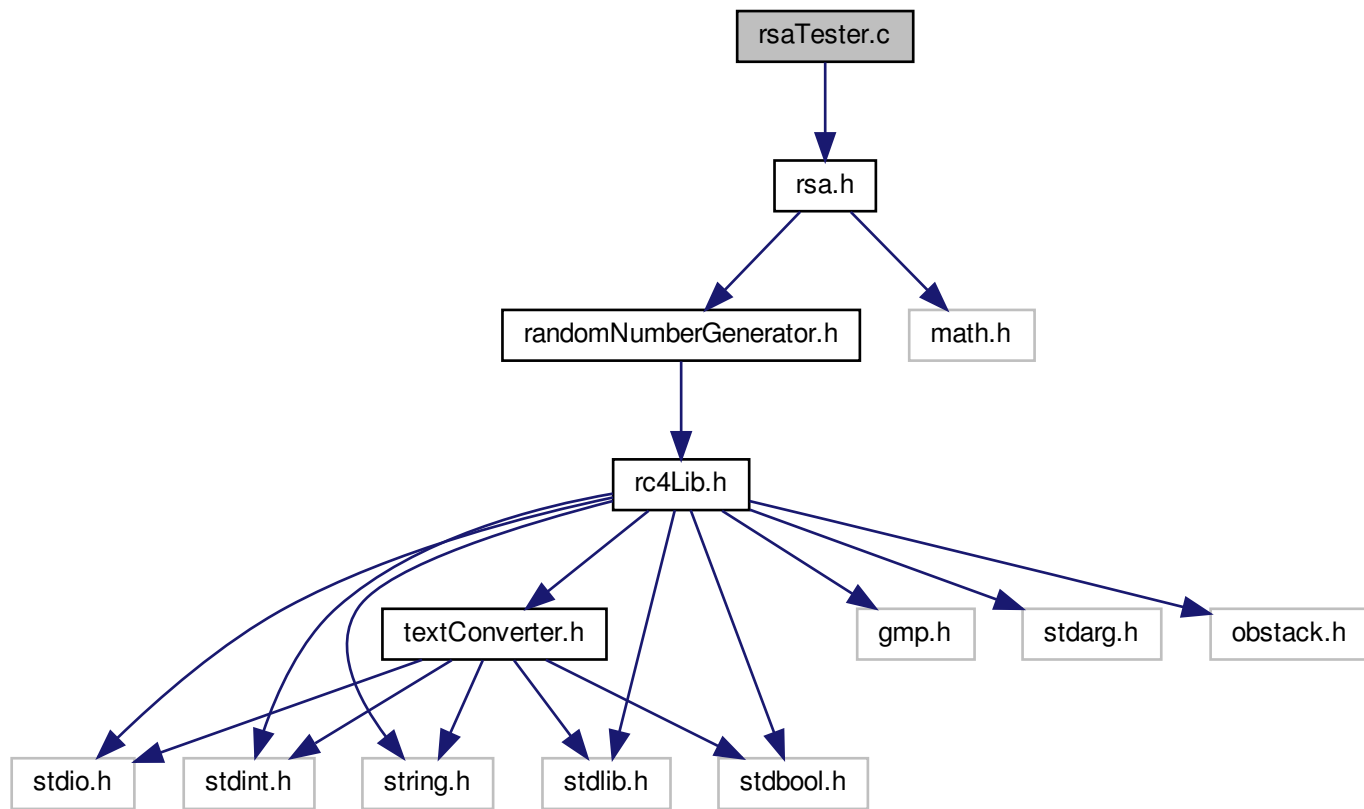 rsaTester.c
rsa.h
randomNumberGenerator.h
math.h
rc4Lib.h
textConverter.h
gmp.h
stdarg.h
obstack.h
stdio.h
stdint.h
string.h
stdlib.h
stdbool.h